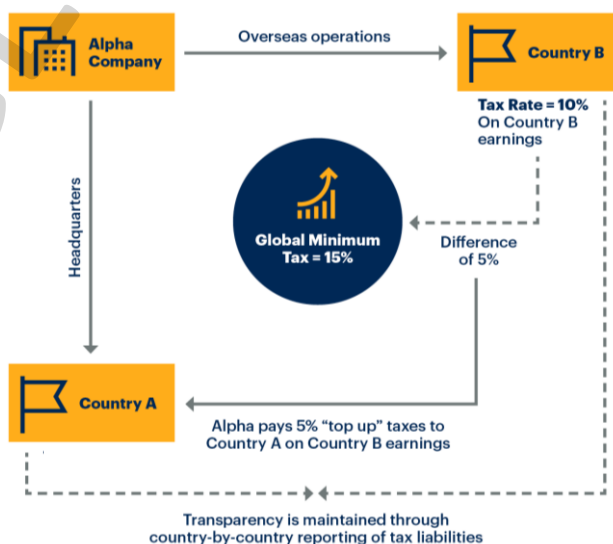 Alpha
Company
Overseas operations
Country B
Tax Rate = 10%
On Country B
earnings
Global Minimum
Tax = 15%
Difference
of 5%
Headquarters
Country A
Alpha pays 5% “top up” taxes to
Country A on Country B earnings
Transparency is maintained through
country-by-country reporting of tax liabilities